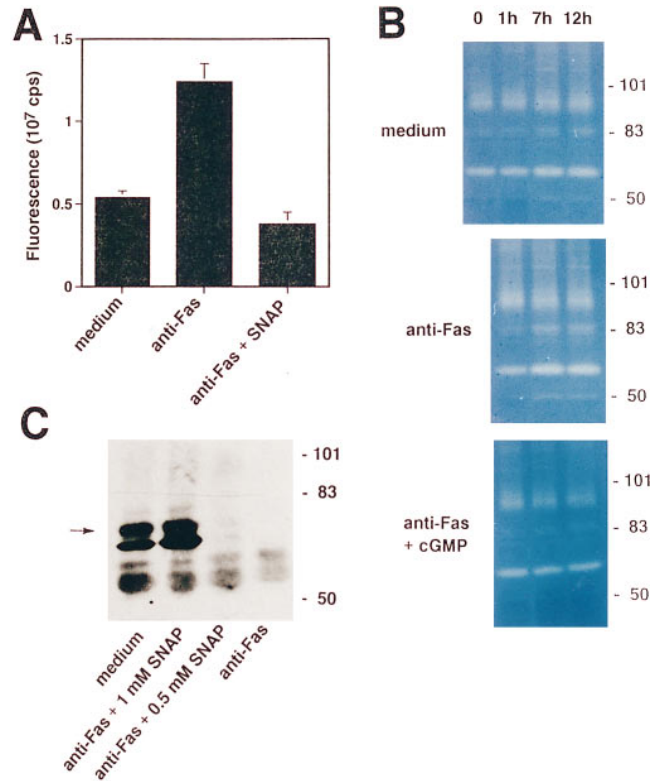 A
1.5
1
0.5
0
Fluorescence (10⁷ cps)
medium
anti-Fas
anti-Fas + SNAP
B
0 1h 7h 12h
medium
- 101
- 83
- 50
anti-Fas
- 101
- 83
- 50
anti-Fas
+ cGMP
101
- 83
- 50
C
- 101
- 83
- 50
medium
anti-Fas + 1 mM SNAP
anti-Fas + 0.5 mM SNAP
anti-Fas